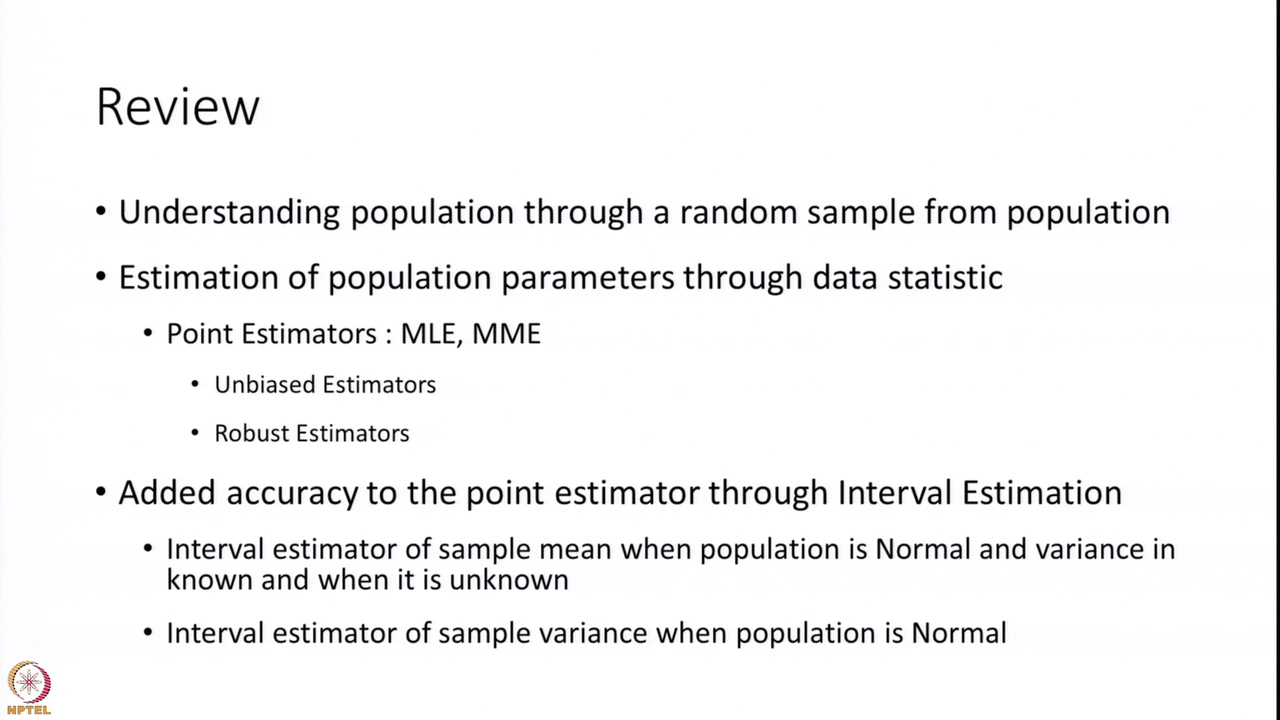 Review
• Understanding population through a random sample from population
• Estimation of population parameters through data statistic
• Point Estimators : MLE, MME
• Unbiased Estimators
• Robust Estimators
• Added accuracy to the point estimator through Interval Estimation
• Interval estimator of sample mean when population is Normal and variance in
known and when it is unknown
• Interval estimator of sample variance when population is Normal
NPTEL